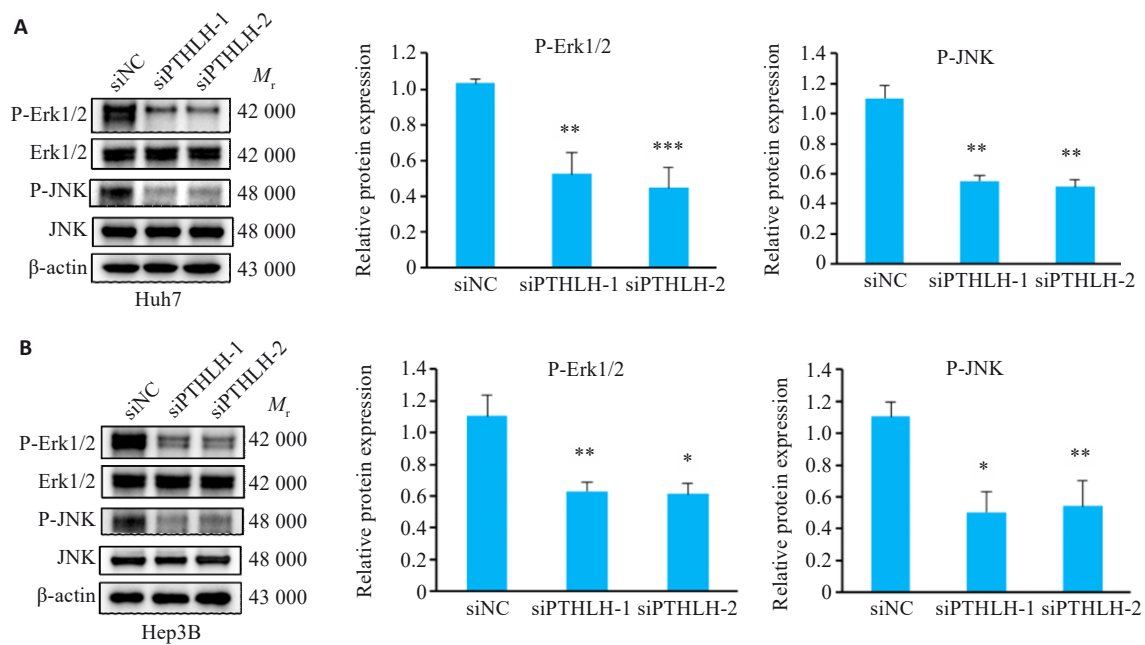 A
siNC
siPTHLH-1
siPTHLH-2
Mr
P-Erk1/2 42 000
Erk1/2 42 000
P-JNK 48 000
JNK 48 000
β-actin 43 000
Huh7
P-Erk1/2
Relative protein expression
1.2
1.0
0.8
0.6
0.4
0.2
0
** ***
siNC siPTHLH-1 siPTHLH-2
P-JNK
Relative protein expression
1.4
1.2
1.0
0.8
0.6
0.4
0.2
0
** **
siNC siPTHLH-1 siPTHLH-2
B
siNC
siPTHLH-1
siPTHLH-2
Mr
P-Erk1/2 42 000
Erk1/2 42 000
P-JNK 48 000
JNK 48 000
β-actin 43 000
Hep3B
P-Erk1/2
Relative protein expression
1.4
1.2
1.0
0.8
0.6
0.4
0.2
0
** *
siNC siPTHLH-1 siPTHLH-2
P-JNK
Relative protein expression
1.4
1.2
1.0
0.8
0.6
0.4
0.2
0
* **
siNC siPTHLH-1 siPTHLH-2